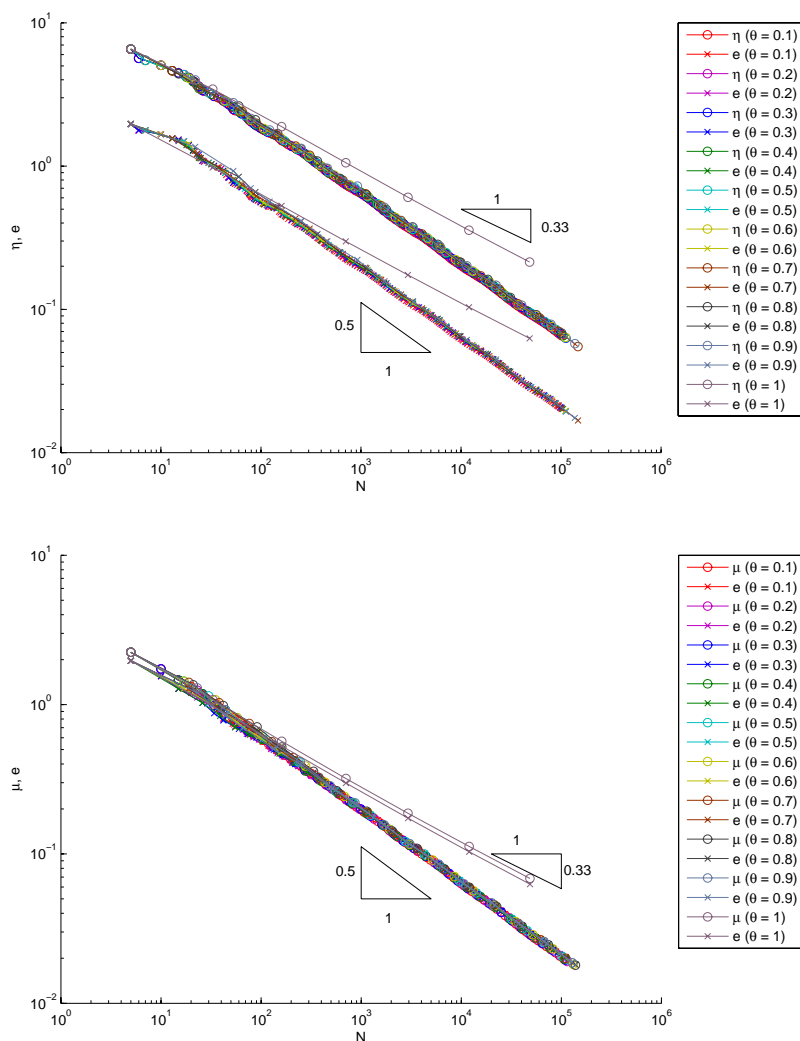 10^1
10^0
10^-1
10^-2
η, e
10^0
10^1
10^2
10^3
10^4
10^5
10^6
N
1
0.33
0.5
1
η (θ = 0.1)
e (θ = 0.1)
η (θ = 0.2)
e (θ = 0.2)
η (θ = 0.3)
e (θ = 0.3)
η (θ = 0.4)
e (θ = 0.4)
η (θ = 0.5)
e (θ = 0.5)
η (θ = 0.6)
e (θ = 0.6)
η (θ = 0.7)
e (θ = 0.7)
η (θ = 0.8)
e (θ = 0.8)
η (θ = 0.9)
e (θ = 0.9)
η (θ = 1)
e (θ = 1)
10^1
10^0
10^-1
10^-2
μ, e
10^0
10^1
10^2
10^3
10^4
10^5
10^6
N
1
0.33
0.5
1
μ (θ = 0.1)
e (θ = 0.1)
μ (θ = 0.2)
e (θ = 0.2)
μ (θ = 0.3)
e (θ = 0.3)
μ (θ = 0.4)
e (θ = 0.4)
μ (θ = 0.5)
e (θ = 0.5)
μ (θ = 0.6)
e (θ = 0.6)
μ (θ = 0.7)
e (θ = 0.7)
μ (θ = 0.8)
e (θ = 0.8)
μ (θ = 0.9)
e (θ = 0.9)
μ (θ = 1)
e (θ = 1)